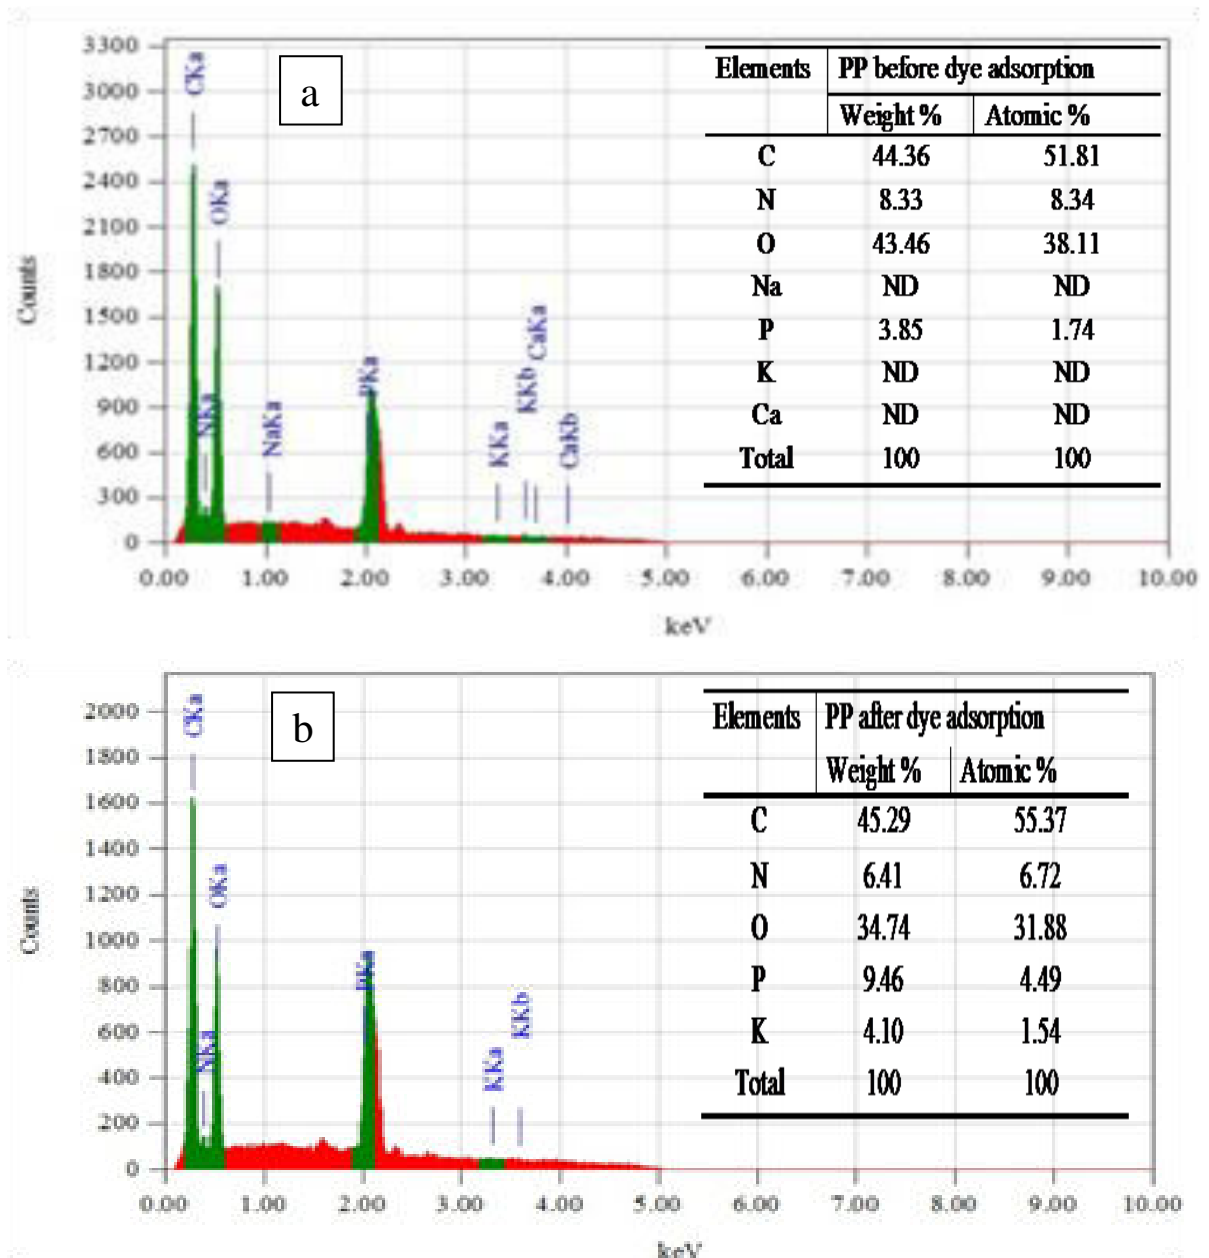 a
Counts
3300
3000
2700
2400
2100
1800
1500
1200
900
600
300
0
CKa
NKa
OKa
NaKa
PKa
KKa
KKb
CaKa
CaKb
0.00 1.00 2.00 3.00 4.00 5.00 6.00 7.00 8.00 9.00 10.00
keV
Elements PP before dye adsorption
Weight % Atomic %
C 44.36 51.81
N 8.33 8.34
O 43.46 38.11
Na ND ND
P 3.85 1.74
K ND ND
Ca ND ND
Total 100 100
b
Counts
2000
1800
1600
1400
1200
1000
800
600
400
200
0
CKa
NKa
OKa
PKa
KKa
KKb
0.00 1.00 2.00 3.00 4.00 5.00 6.00 7.00 8.00 9.00 10.00
keV
Elements PP after dye adsorption
Weight % Atomic %
C 45.29 55.37
N 6.41 6.72
O 34.74 31.88
P 9.46 4.49
K 4.10 1.54
Total 100 100